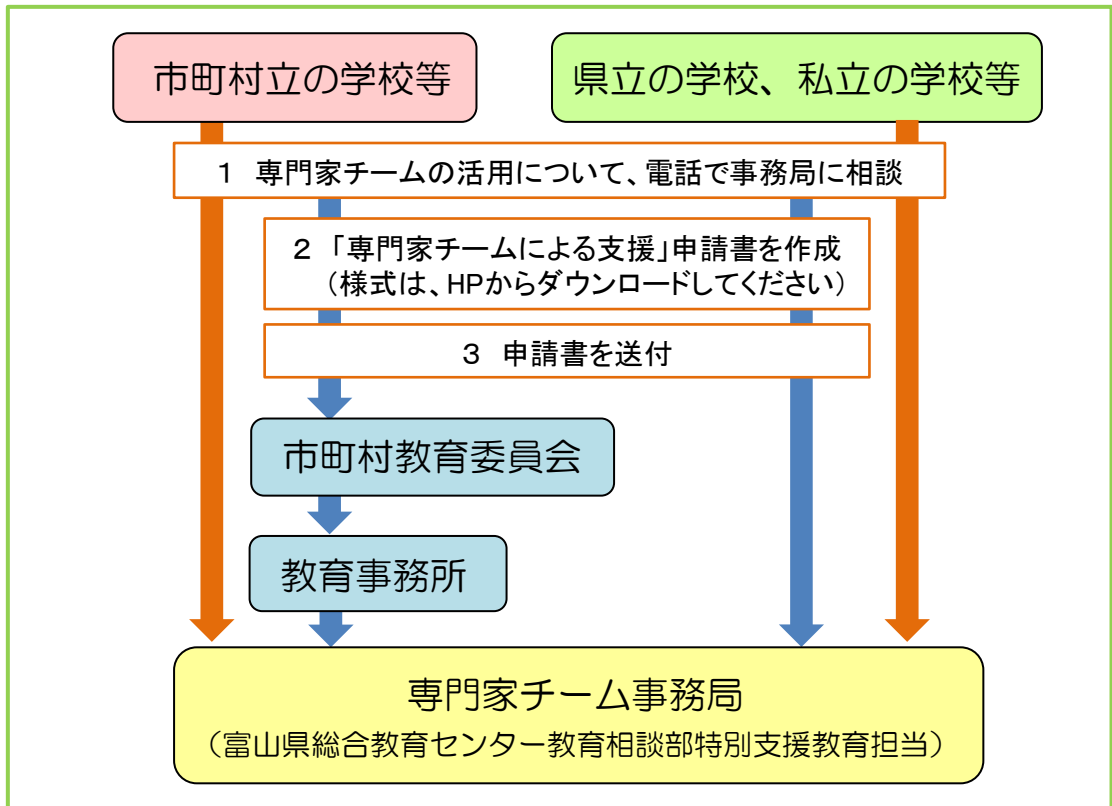 市町村立の学校等
県立の学校、私立の学校等
1 専門家チームの活用について、電話で事務局に相談
2 「専門家チームによる支援」申請書を作成
（様式は、HPからダウンロードしてください）
3 申請書を送付
市町村教育委員会
教育事務所
専門家チーム事務局
（富山県総合教育センター教育相談部特別支援教育担当）